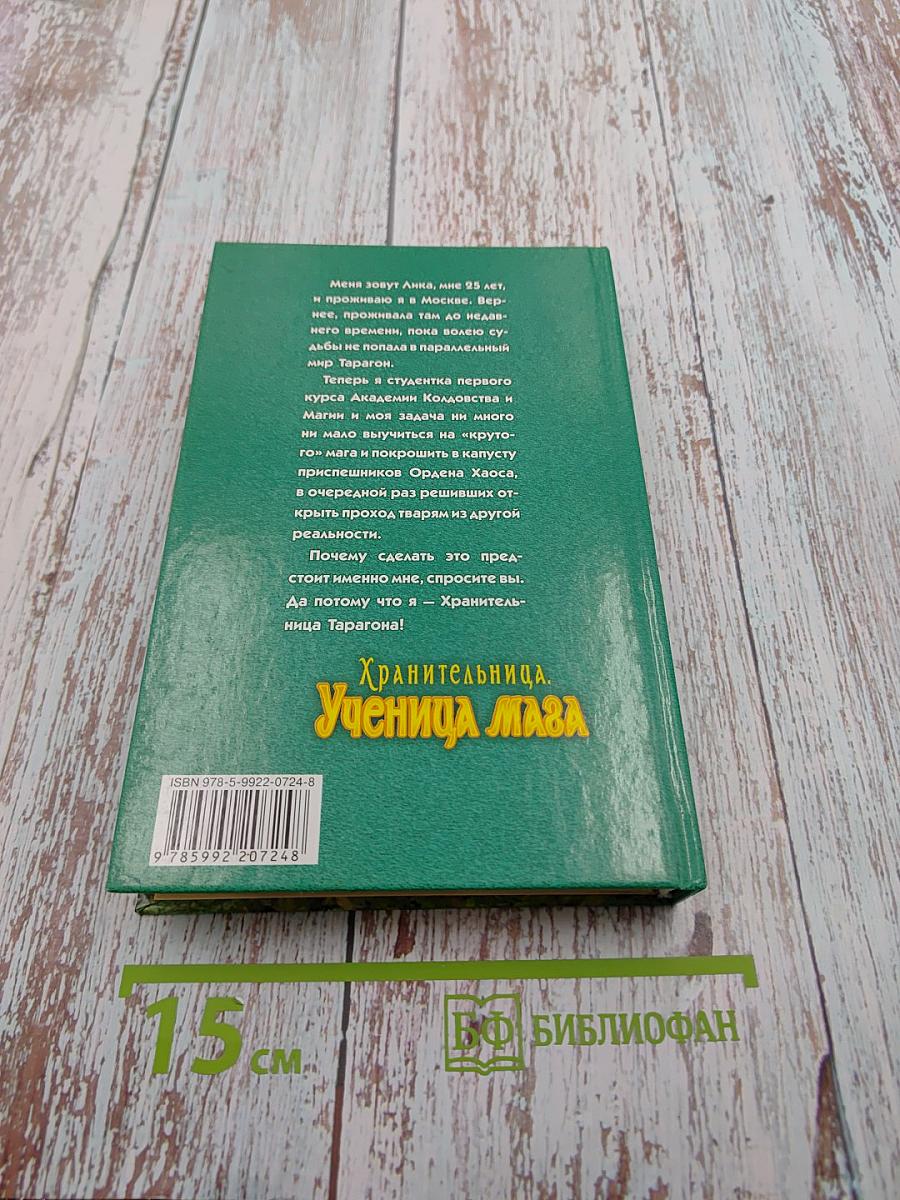 Меня зовут Лика, мне 25 лет,
и проживаю я в Москве. Вер-
нее, проживала там до недав-
него времени, пока волею су-
дьбы не попала в параллельный
мир Тарагон.
Теперь я студентка первого
курса Академии Колдовства и
Магии и моя задача ни много
ни мало выучиться на «круто-
го» мага и покрошить в капусту
приспешников Ордена Хаоса,
в очередной раз решивших от-
крыть проход тварям из другой
реальности.
Почему сделать это пред-
стоит именно мне, спросите вы.
Да потому что я — Хранитель-
ница Тарагона!
Хранительница.
Ученица мага
ISBN 978-5-9922-0724-8
9 785992 207248
15 см
БФ БИБЛИОФАН